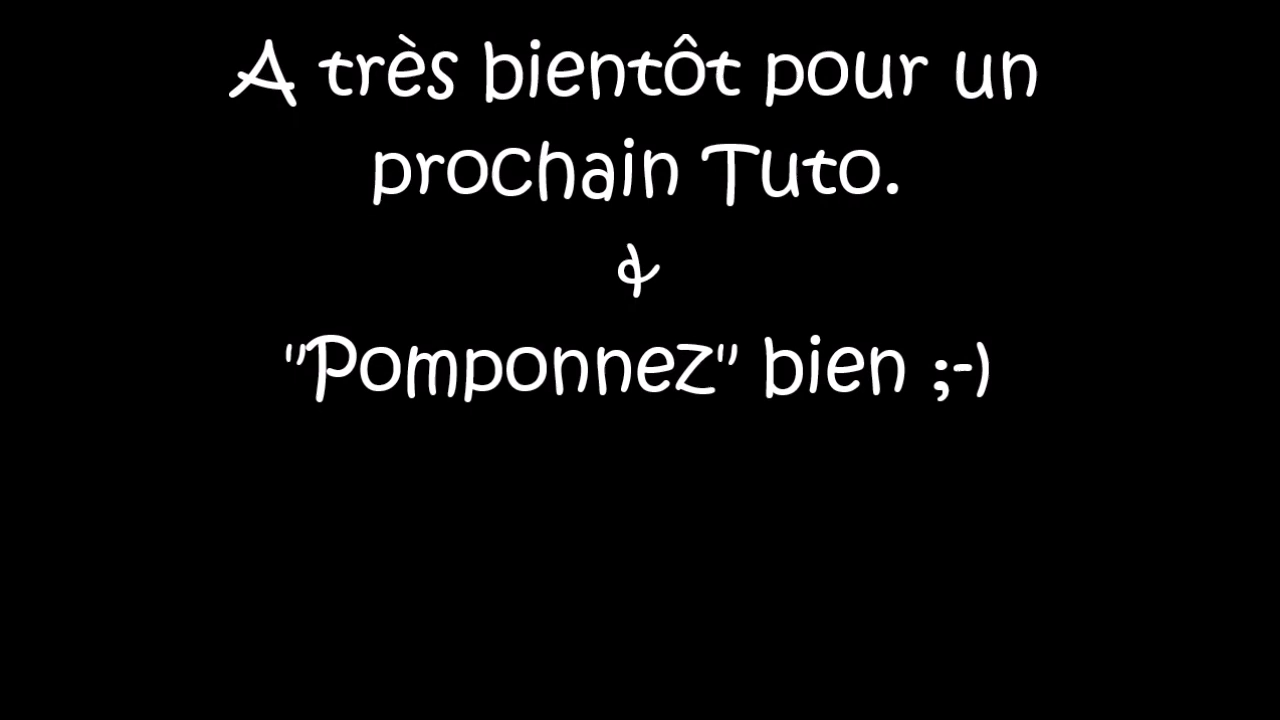 A très bientôt pour un
prochain Tuto.
&
"Pomponnez" bien ;-)